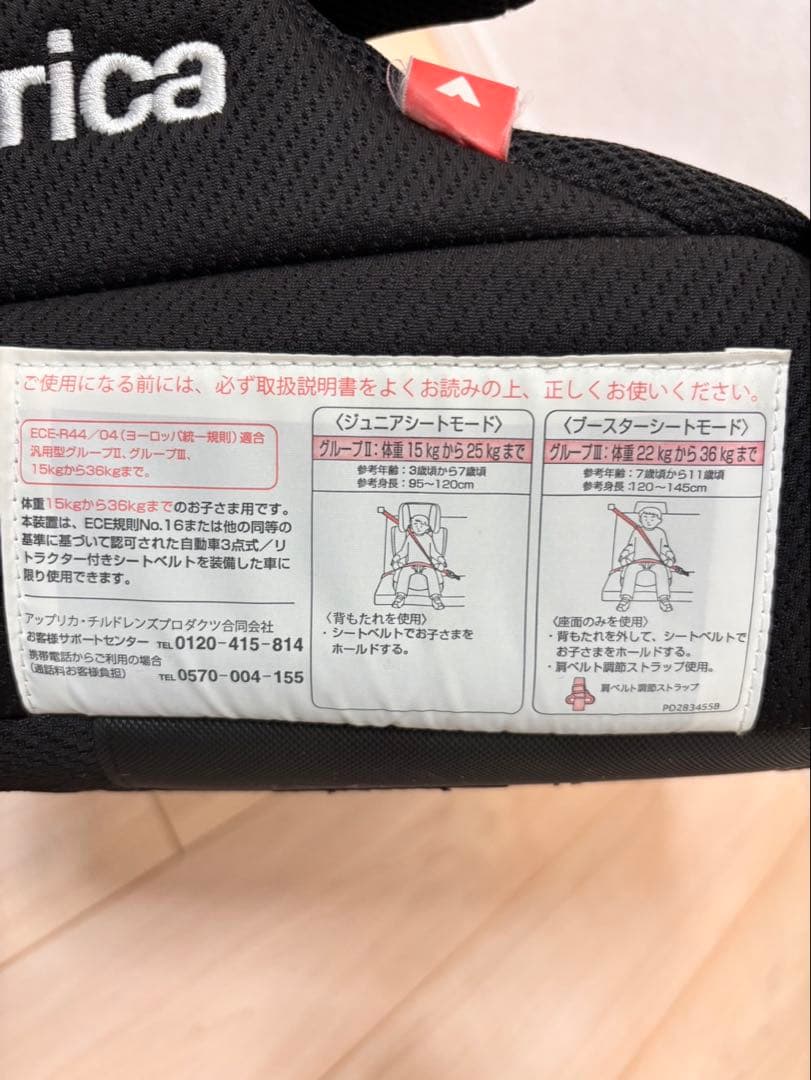 rica
ご使用になる前には、必ず取扱説明書をよくお読みの上、正しくお使いください。
ECE-R44／04（ヨーロッパ統一規則）適合
汎用型グループⅡ、グループⅢ、
15kgから36kgまで。
体重15kgから36kgまでのお子さま用です。
本装置は、ECE規則No.16または他の同等の
基準に基づいて認可された自動車3点式／リ
トラクター付きシートベルトを装備した車に
限り使用できます。
アップリカ・チルドレンズプロダクツ合同会社
お客様サポートセンター TEL 0120-415-814
携帯電話からご利用の場合
（通話料お客様負担） TEL 0570-004-155
〈ジュニアシートモード〉
グループⅡ：体重 15 kg から 25 kg まで
参考年齢：3歳頃から7歳頃
参考身長：95〜120cm
〈背もたれを使用〉
・シートベルトでお子さまを
ホールドする。
〈ブースターシートモード〉
グループⅢ：体重 22 kg から 36 kg まで
参考年齢：7歳頃から11歳頃
参考身長：120〜145cm
〈座面のみを使用〉
・背もたれを外して、シートベルトで
お子さまをホールドする。
・肩ベルト調節ストラップ使用。
肩ベルト調節ストラップ
PD283455B